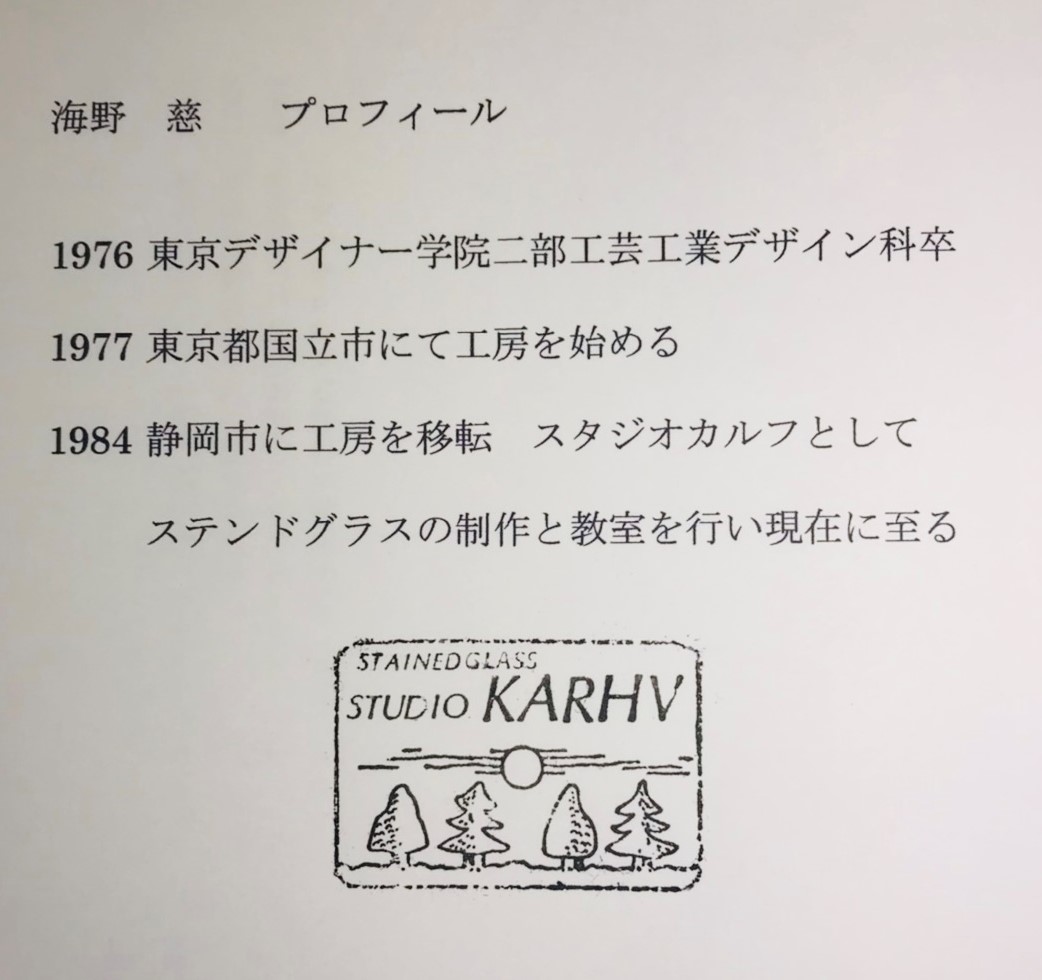 海野　慈　　プロフィール
1976 東京デザイナー学院二部工芸工業デザイン科卒
1977 東京都国立市にて工房を始める
1984 静岡市に工房を移転　スタジオカルフとして
ステンドグラスの制作と教室を行い現在に至る
STAINED GLASS
STUDIO KARHV